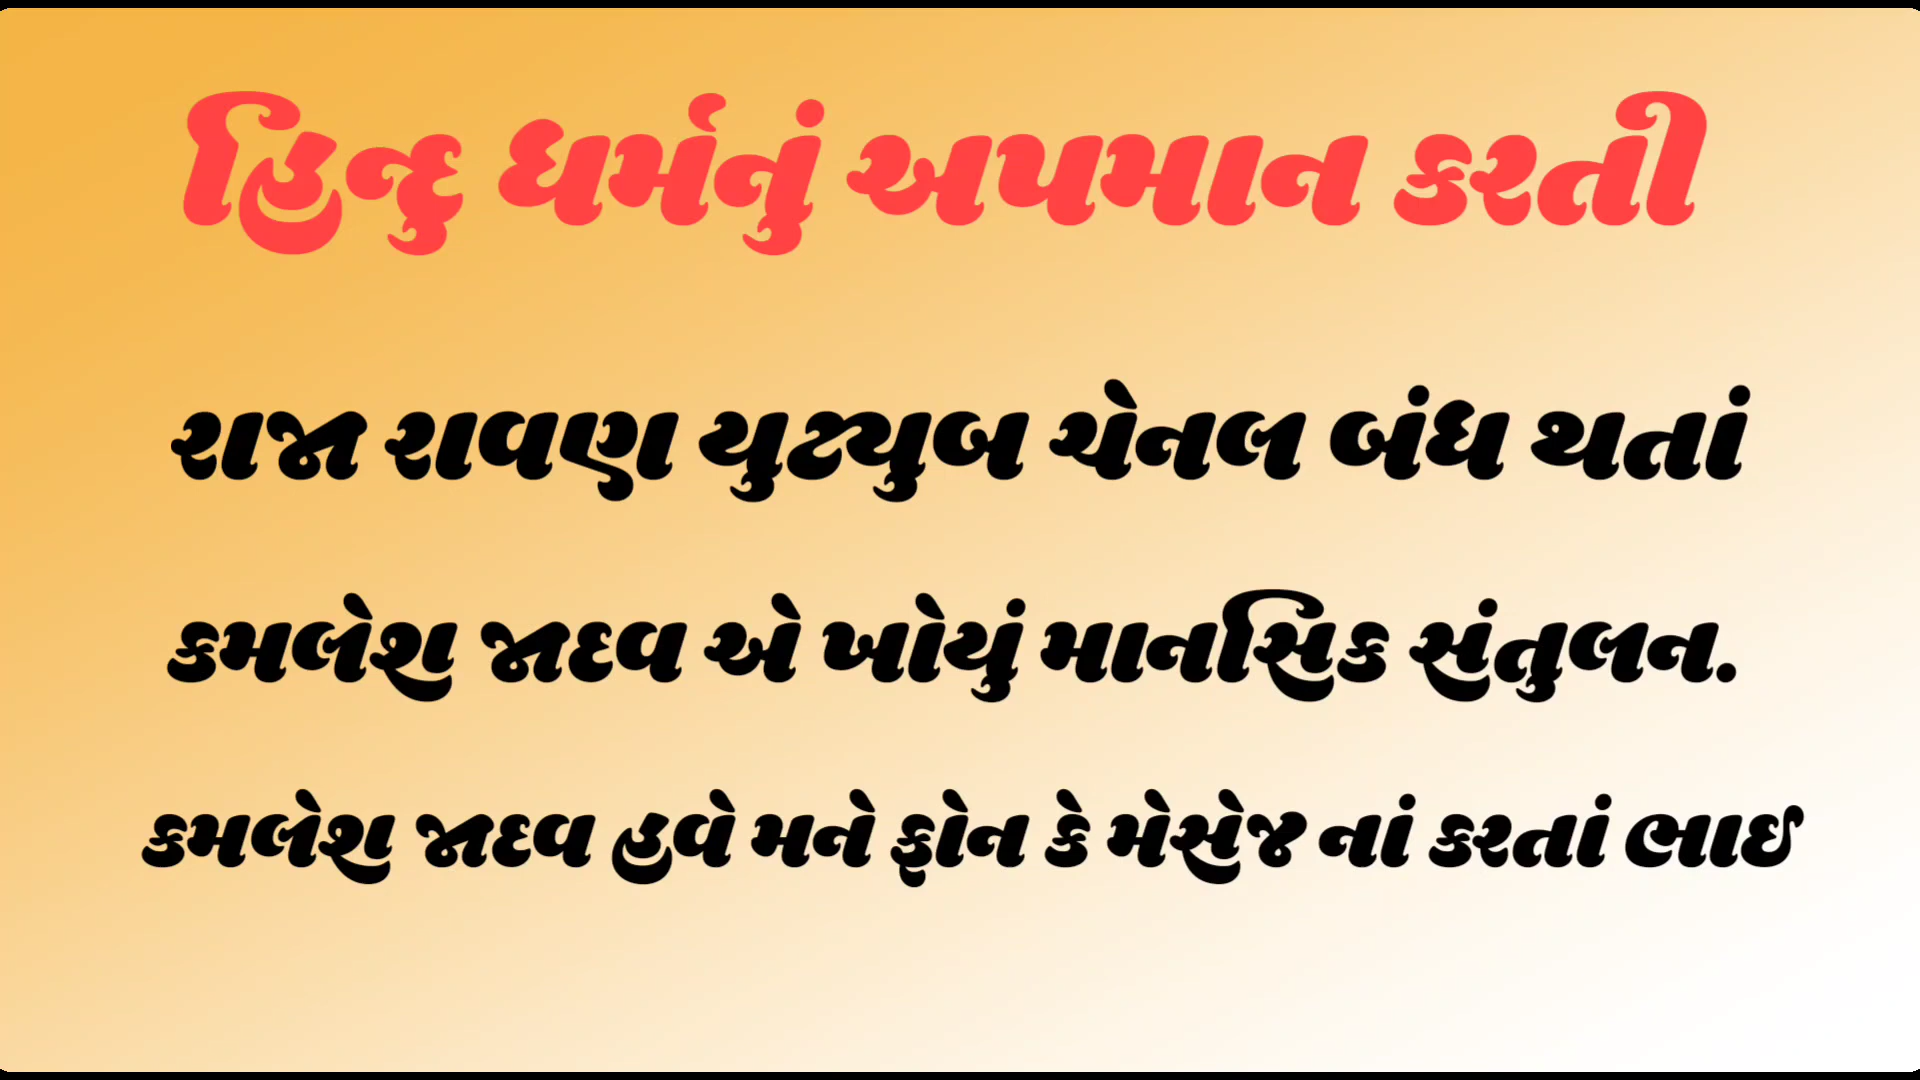 હિન્દુ ધર્મનું અપમાન કરતી
રાજા રાવણ યુટ્યુબ ચેનલ બંધ થતાં
કમલેશ જાદવ એ ખોયું માનસિક સંતુલન.
કમલેશ જાદવ હવે મને ફોન કે મેસેજ નાં કરતાં ભાઈ